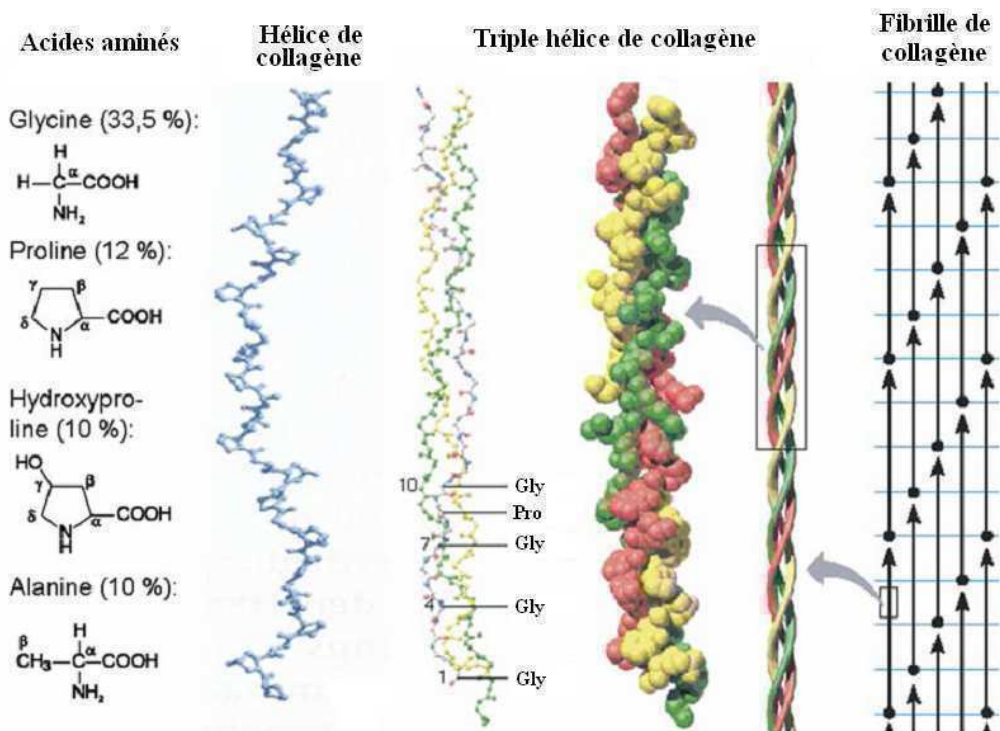 Acides aminés
Glycine (33,5 %):
H
H—C—COOH
α
NH₂
Proline (12 %):
γ
β
δ
α
COOH
N
H
Hydroxypro-
line (10 %):
HO
γ
β
δ
α
COOH
N
H
Alanine (10 %):
β
H
α
CH₃—C—COOH
NH₂
Hélice de
collagène
Triple hélice de collagène
10
Gly
Pro
7
Gly
4
Gly
1
Gly
Fibrille de
collagène